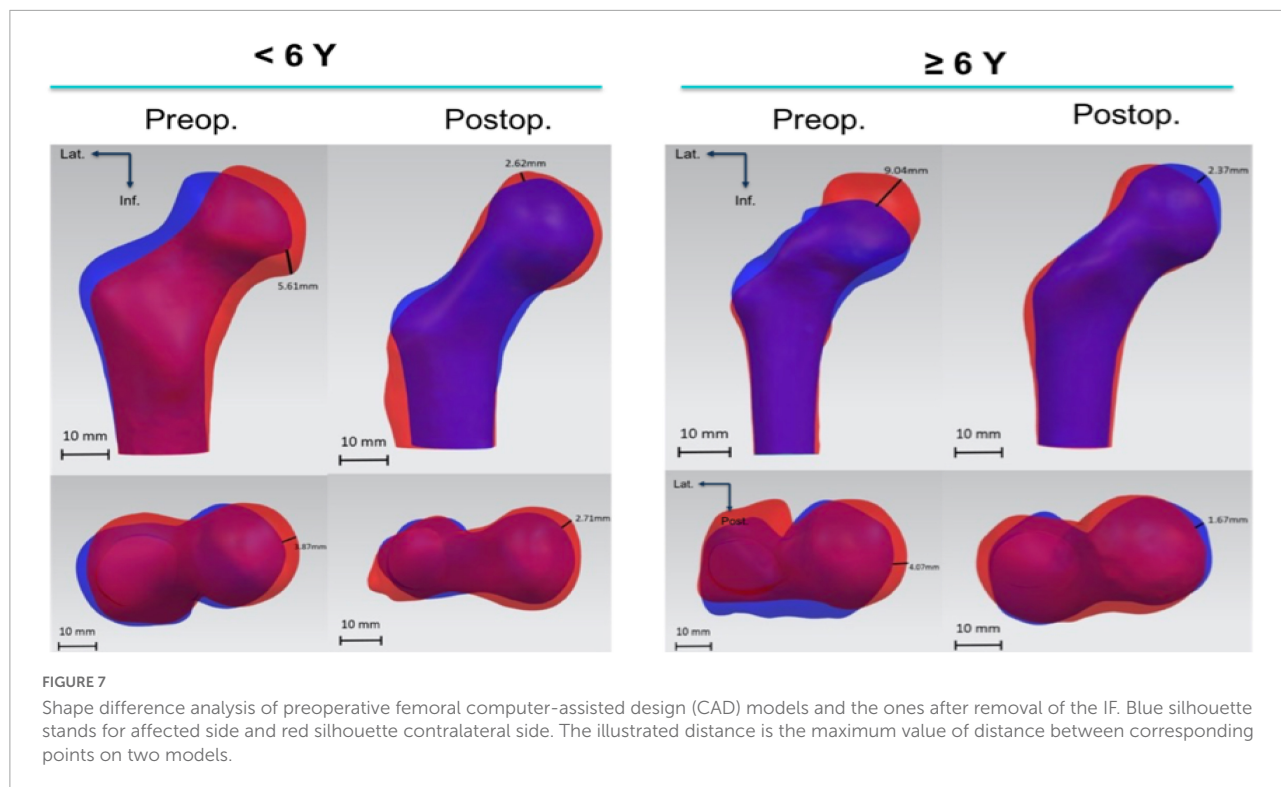 < 6 Y
≥ 6 Y
Preop.
Postop.
Preop.
Postop.
Lat.
Inf.
5.61mm
10 mm
2.62mm
10 mm
Lat.
Inf.
9.04mm
10 mm
2.37mm
10 mm
10 mm
2.71mm
10 mm
Lat.
Post.
4.07mm
10 mm
1.67mm
10 mm
FIGURE 7
Shape difference analysis of preoperative femoral computer-assisted design (CAD) models and the ones after removal of the IF. Blue silhouette
stands for affected side and red silhouette contralateral side. The illustrated distance is the maximum value of distance between corresponding
points on two models.